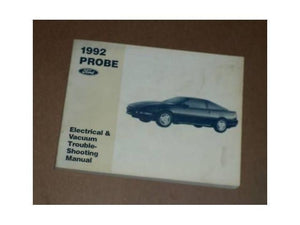 1992
PROBE
Ford
Electrical &
Vacuum
Trouble-
Shooting
Manual